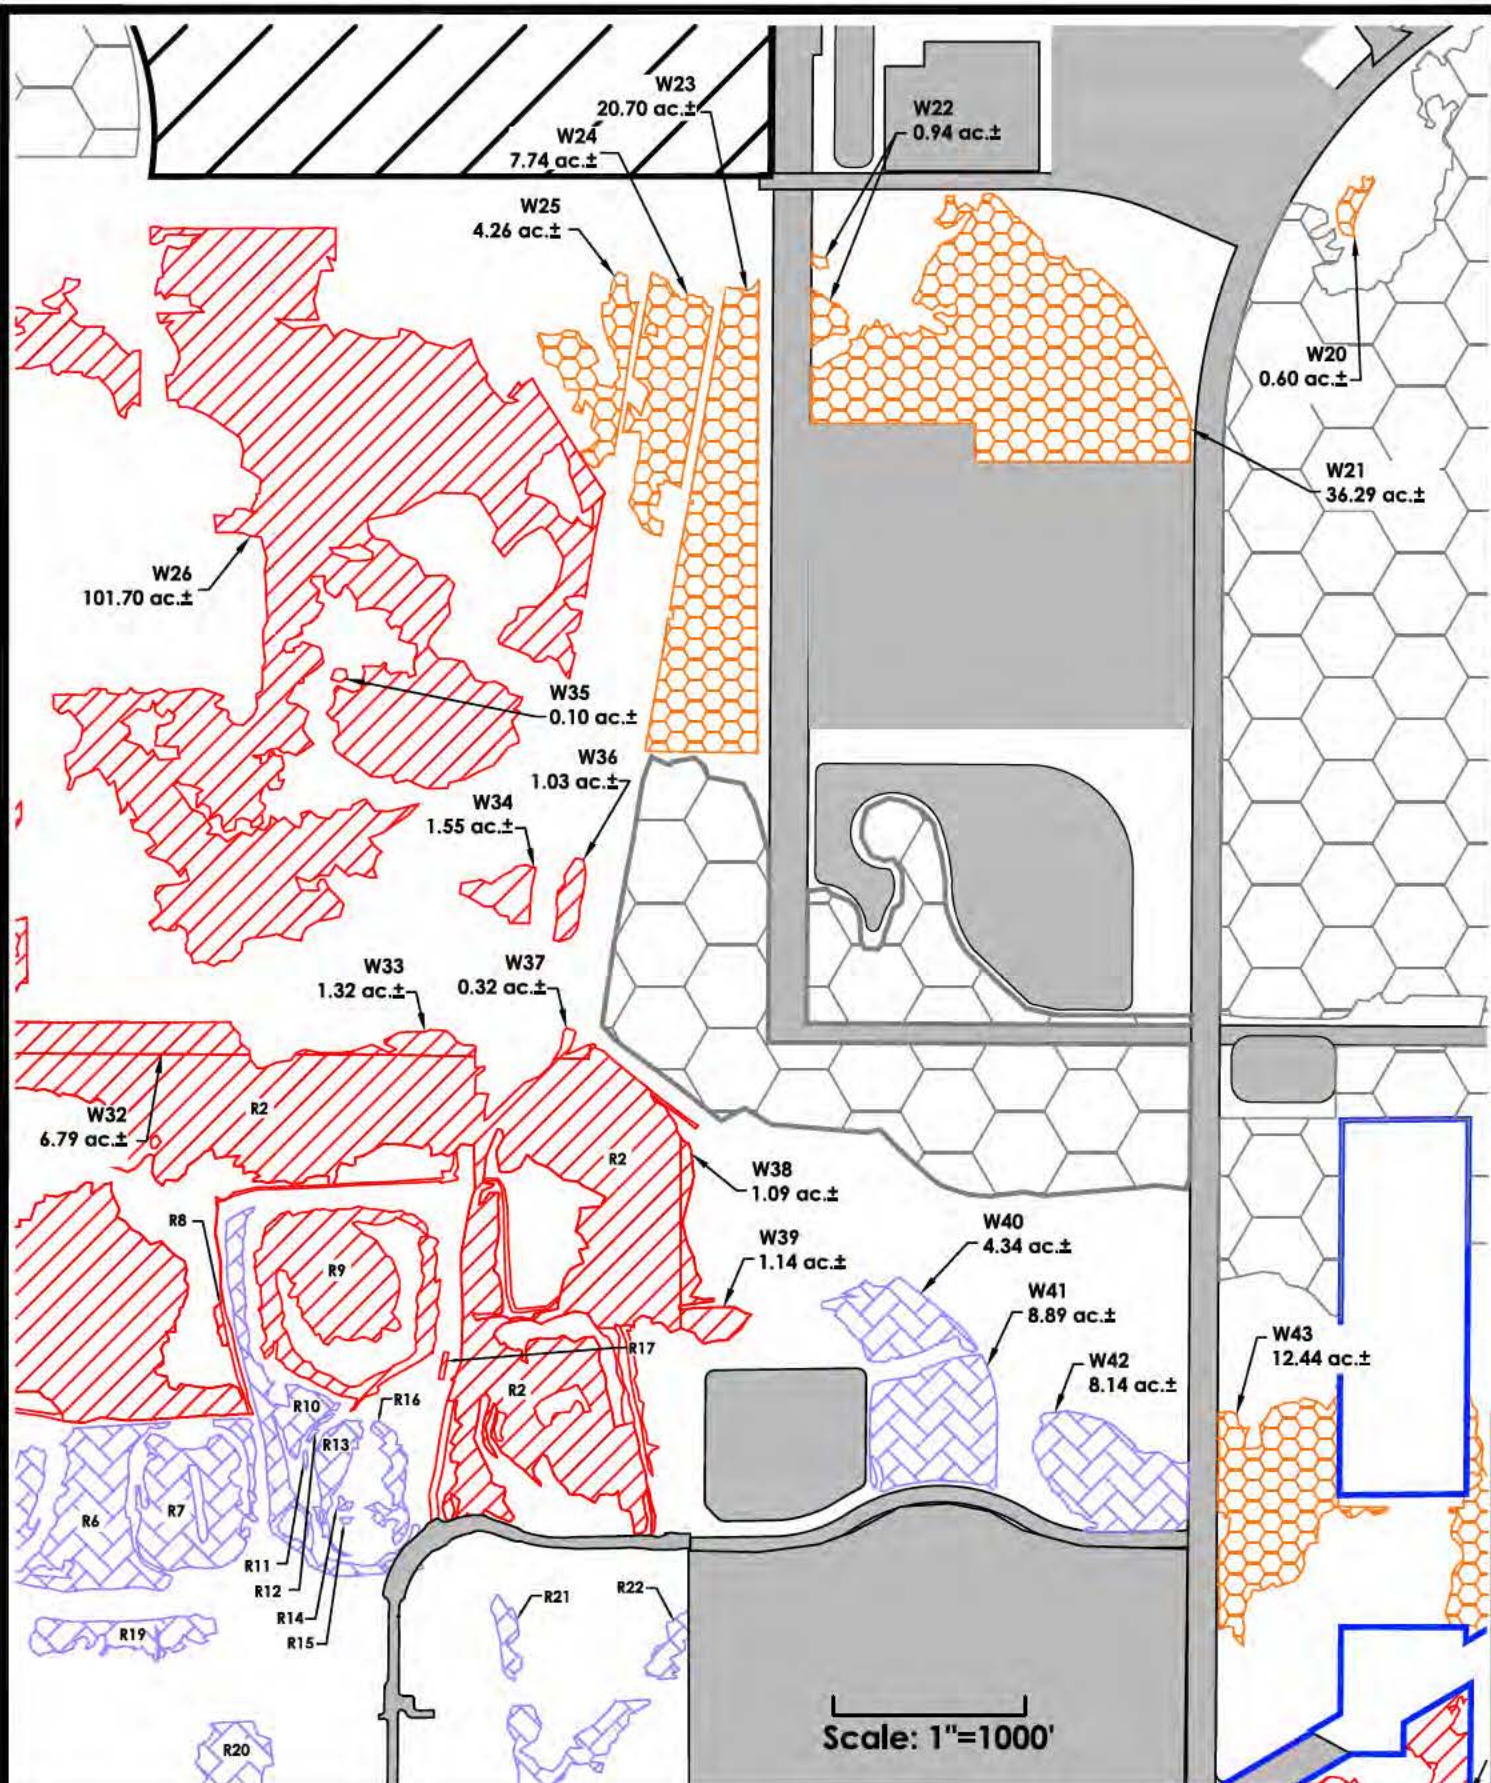 W23
20.70 ac.±
W22
0.94 ac.±
W24
7.74 ac.±
W25
4.26 ac.±
W20
0.60 ac.±
W21
36.29 ac.±
W26
101.70 ac.±
W35
0.10 ac.±
W36
1.03 ac.±
W34
1.55 ac.±
W33
1.32 ac.±
W37
0.32 ac.±
W32
6.79 ac.±
R2
R2
W38
1.09 ac.±
R8
W39
1.14 ac.±
W40
4.34 ac.±
R9
W41
8.89 ac.±
W43
12.44 ac.±
R17
W42
8.14 ac.±
R2
R10
R16
R13
R6
R7
R11
R12
R14
R15
R21
R22
R19
R20
Scale: 1"=1000'